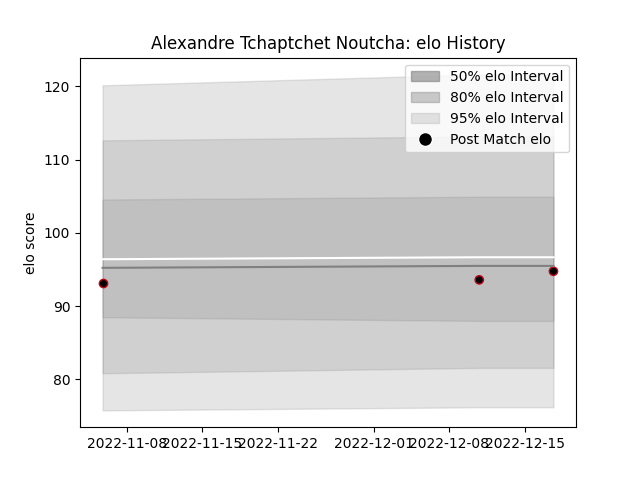 Alexandre Tchaptchet Noutcha: elo History
120
110
100
90
80
elo score
50% elo Interval
80% elo Interval
95% elo Interval
Post Match elo
2022-11-08
2022-11-15
2022-11-22
2022-12-01
2022-12-08
2022-12-15